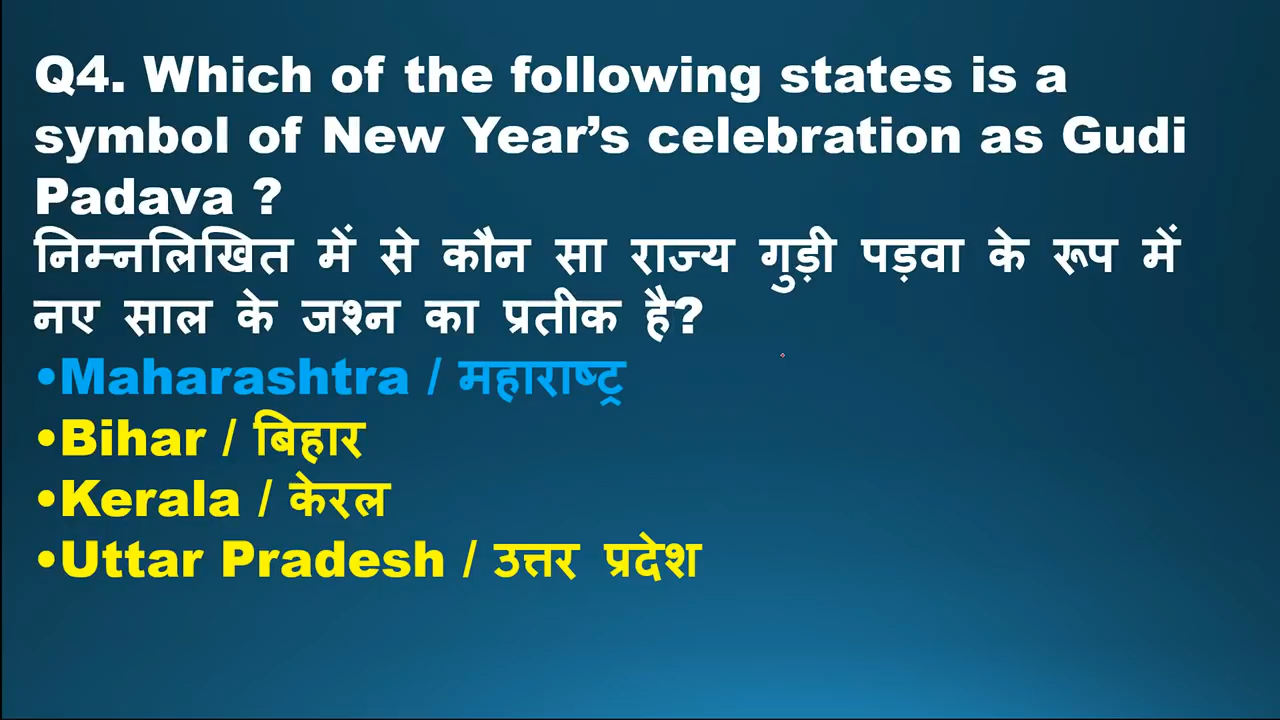 Q4. Which of the following states is a
symbol of New Year’s celebration as Gudi
Padava ?
निम्नलिखित में से कौन सा राज्य गुड़ी पड़वा के रूप में
नए साल के जश्न का प्रतीक है?
•Maharashtra / महाराष्ट्र
•Bihar / बिहार
•Kerala / केरल
•Uttar Pradesh / उत्तर प्रदेश